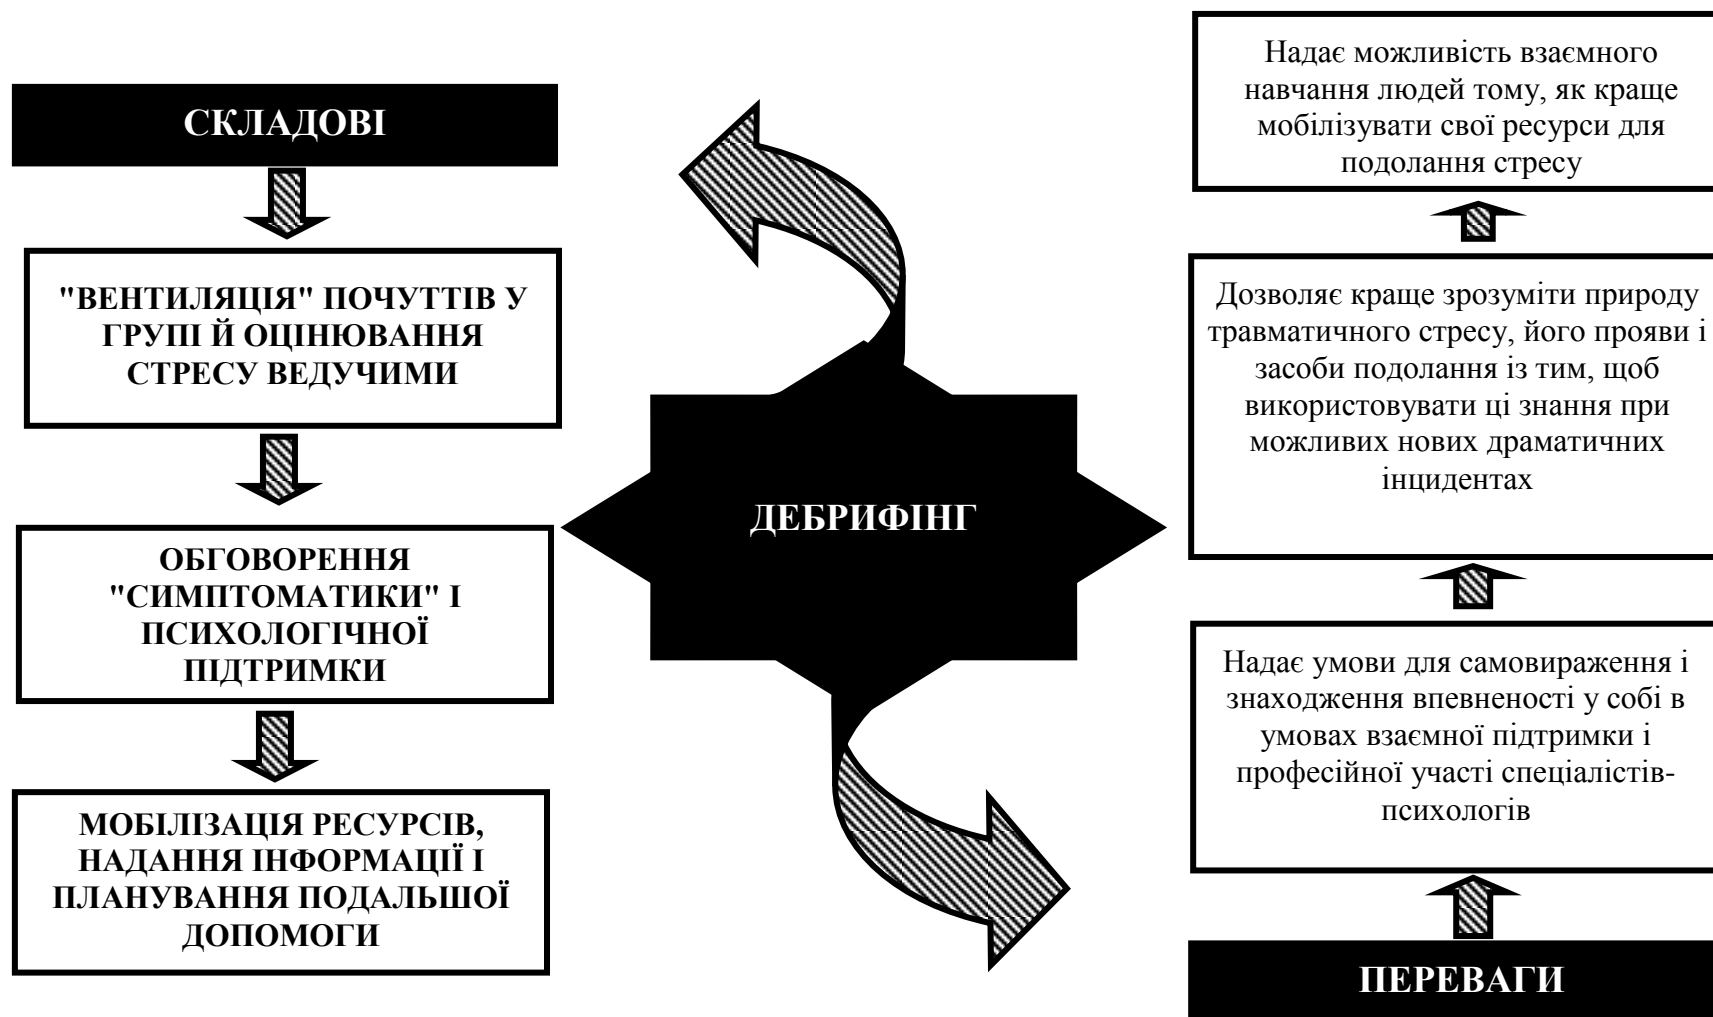 СКЛАДОВІ
"ВЕНТИЛЯЦІЯ" ПОЧУТТІВ У
ГРУПІ Й ОЦІНЮВАННЯ
СТРЕСУ ВЕДУЧИМИ
ОБГОВОРЕННЯ
"СИМПТОМАТИКИ" І
ПСИХОЛОГІЧНОЇ
ПІДТРИМКИ
МОБІЛІЗАЦІЯ РЕСУРСІВ,
НАДАННЯ ІНФОРМАЦІЇ І
ПЛАНУВАННЯ ПОДАЛЬШОЇ
ДОПОМОГИ
ДЕБРИФІНГ
Надає можливість взаємного
навчання людей тому, як краще
мобілізувати свої ресурси для
подолання стресу
Дозволяє краще зрозуміти природу
травматичного стресу, його прояви і
засоби подолання із тим, щоб
використовувати ці знання при
можливих нових драматичних
інцидентах
Надає умови для самовираження і
знаходження впевненості у собі в
умовах взаємної підтримки і
професійної участі спеціалістів-
психологів
ПЕРЕВАГИ